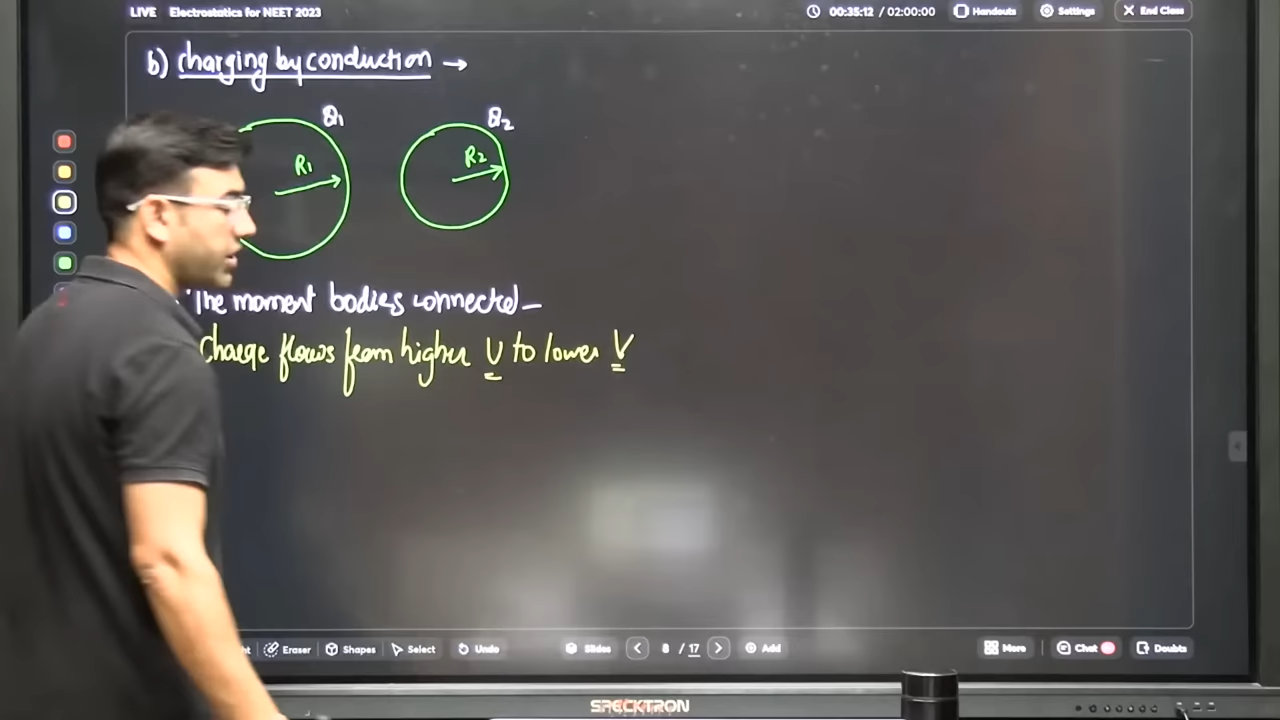 LIVE Electrostatics for NEET 2023
00:35:12 / 02:00:00 Handouts Settings End Class
b) charging by conduction →
Q1 Q2
R1 R2
The moment bodies connected –
charge flows from higher V to lower V
Eraser Shapes Select Undo Slides 8 / 17 Add More Chat Doubts
SPECKTRON